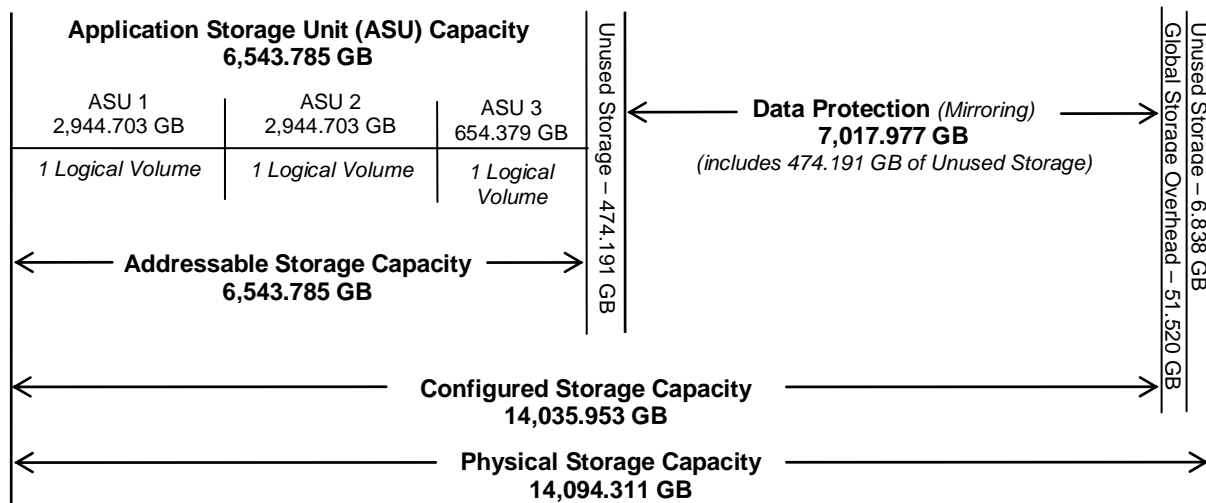 Application Storage Unit (ASU) Capacity
6,543.785 GB
ASU 1
2,944.703 GB
ASU 2
2,944.703 GB
ASU 3
654.379 GB
1 Logical Volume
1 Logical Volume
1 Logical
Volume
Unused Storage – 474.191 GB
Data Protection (Mirroring)
7,017.977 GB
(includes 474.191 GB of Unused Storage)
Global Storage Overhead – 51.520 GB
Unused Storage – 6.838 GB
Addressable Storage Capacity
6,543.785 GB
Configured Storage Capacity
14,035.953 GB
Physical Storage Capacity
14,094.311 GB